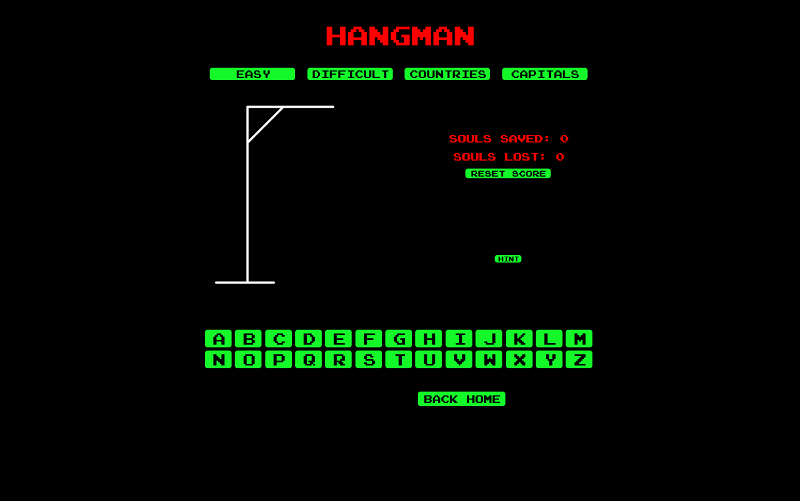 HANGMAN
EASY DIFFICULT COUNTRIES CAPITALS
SOULS SAVED: 0
SOULS LOST: 0
RESET SCORE
HINT
A B C D E F G H I J K L M
N O P Q R S T U V W X Y Z
BACK HOME